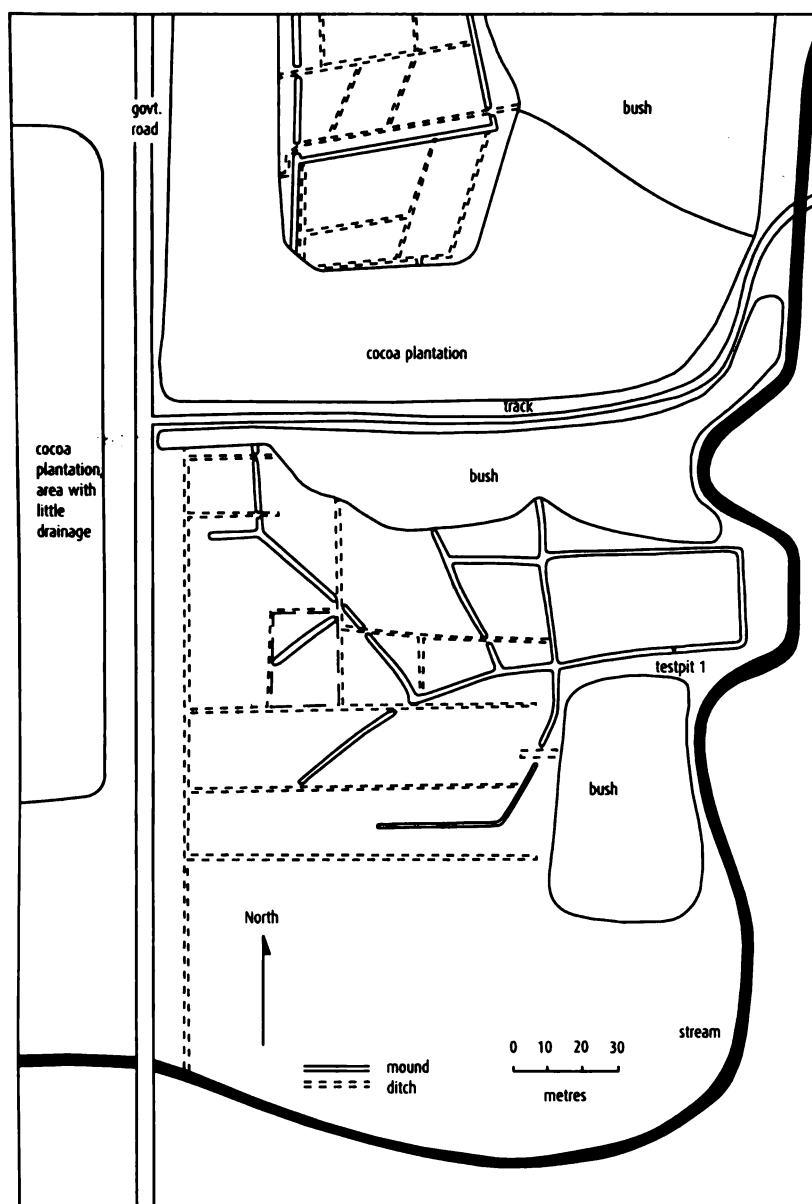 govt.
road
bush
cocoa plantation
track
cocoa
plantation,
area with
little
drainage
bush
testpit 1
bush
North
stream
mound
ditch
0 10 20 30
metres